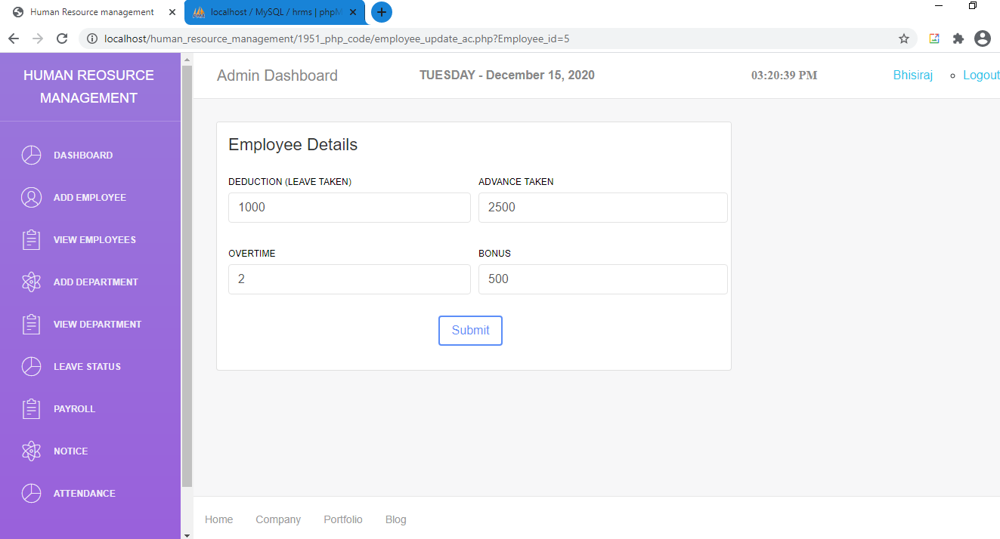 Human Resource management
localhost / MySQL / hrms | phpM
localhost/human_resource_management/1951_php_code/employee_update_ac.php?Employee_id=5
HUMAN REOSURCE
MANAGEMENT
Admin Dashboard
TUESDAY - December 15, 2020
03:20:39 PM
Bhisiraj
Logout
DASHBOARD
ADD EMPLOYEE
VIEW EMPLOYEES
ADD DEPARTMENT
VIEW DEPARTMENT
LEAVE STATUS
PAYROLL
NOTICE
ATTENDANCE
Employee Details
DEDUCTION (LEAVE TAKEN)
ADVANCE TAKEN
1000
2500
OVERTIME
BONUS
2
500
Submit
Home
Company
Portfolio
Blog